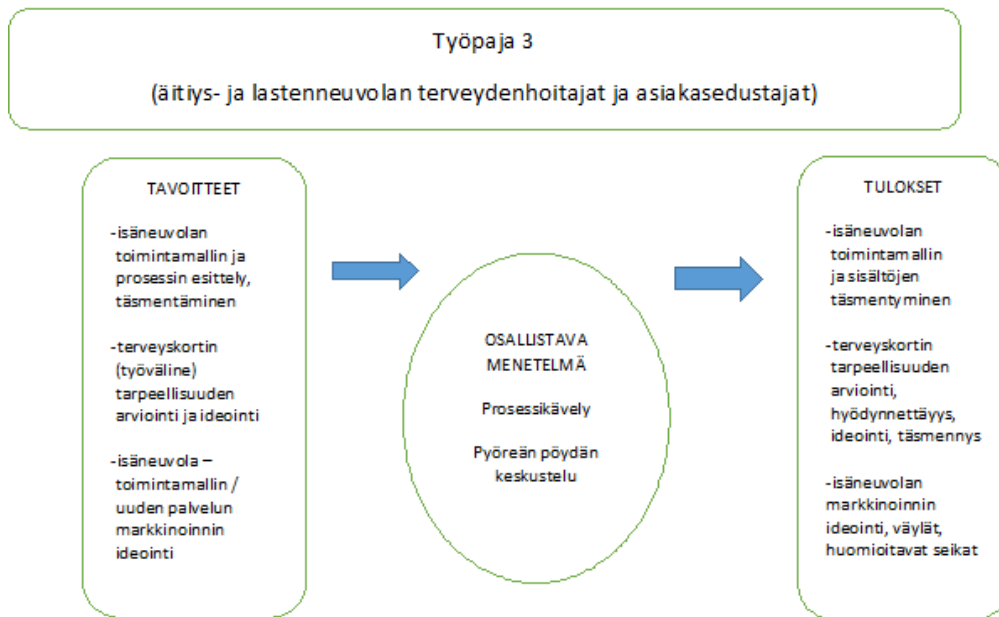 Työpaja 3
(äitiys- ja lastenneuvolan terveydenhoitajat ja asiakasedustajat)
TAVOITTEET
-isäneuvolan
toimintamallin ja
prosessin esittely,
täsmentäminen
-terveyskortin
(työväline)
tarpeellisuuden
arviointi ja ideointi
-isäneuvola –
toimintamallin /
uuden palvelun
markkinoinnin
ideointi
OSALLISTAVA
MENETELMÄ
Prosessikävely
Pyöreän pöydän
keskustelu
TULOKSET
-isäneuvolan
toimintamallin
ja sisältöjen
täsmentyminen
-terveyskortin
tarpeellisuuden
arviointi,
hyödynnettäyys,
ideointi, täsmennys
-isäneuvolan
markkinoinnin
ideointi, väylät,
huomioitavat seikat